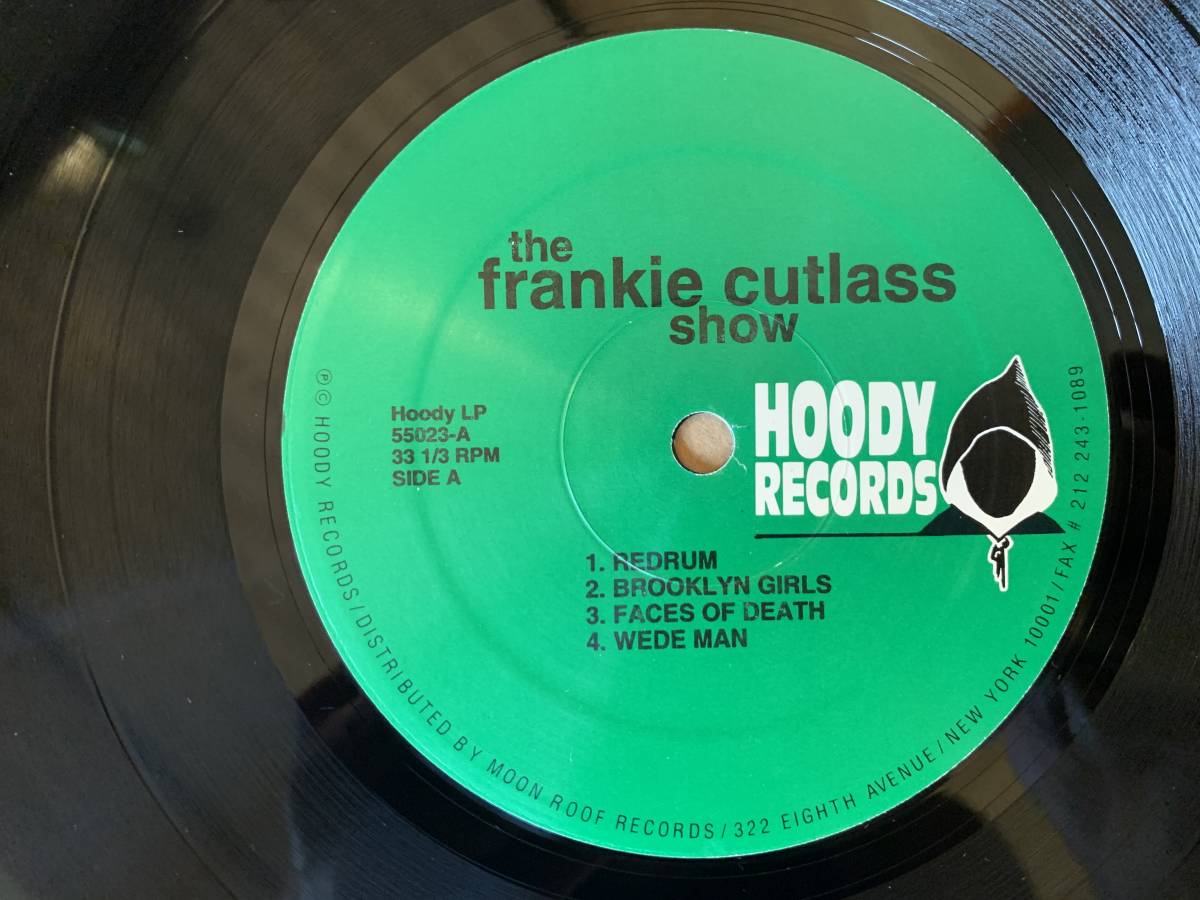 the
frankie cutlass
show
HOODY
RECORDS
Hoody LP
55023-A
33 1/3 RPM
SIDE A
1. REDRUM
2. BROOKLYN GIRLS
3. FACES OF DEATH
4. WEDE MAN
℗© HOODY RECORDS/DISTRIBUTED BY MOON ROOF RECORDS/322 EIGHTH AVENUE/NEW YORK 10001/FAX # 212 243-1089